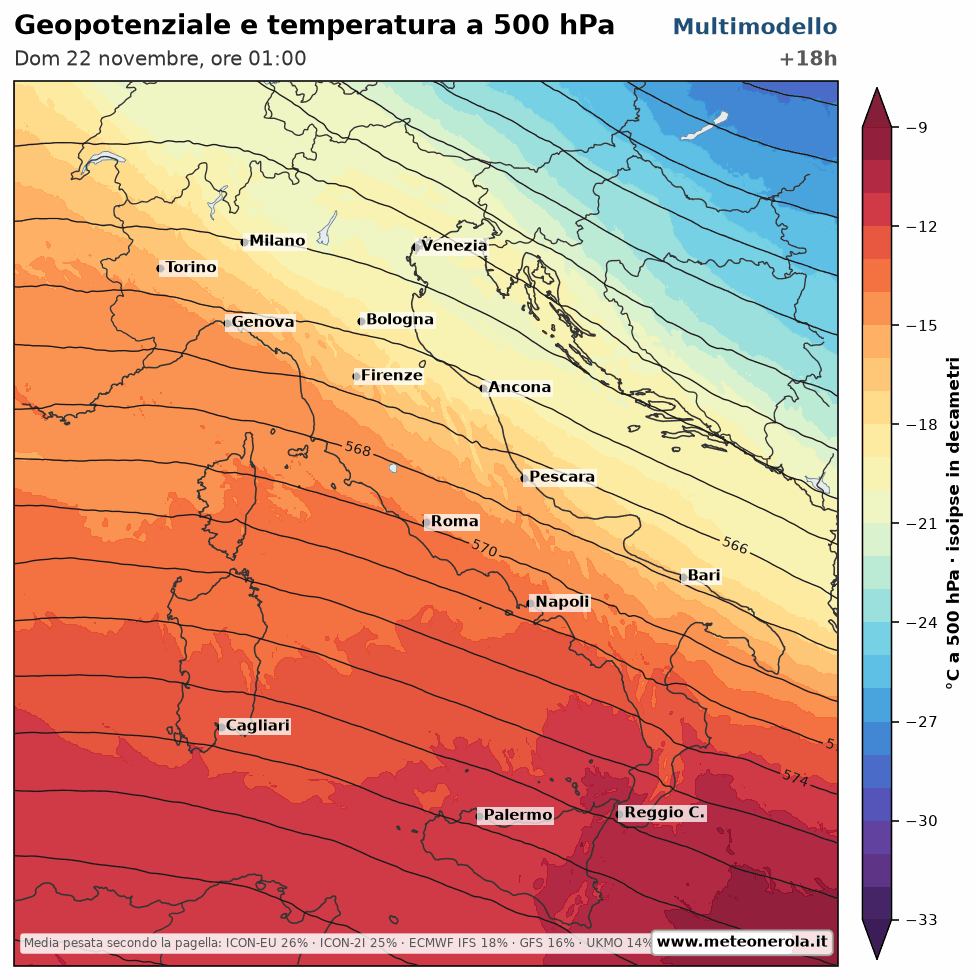 Geopotenziale e temperatura a 500 hPa
Multimodello
Dom 22 novembre, ore 01:00
+18h
Milano
Venezia
Torino
Genova
Bologna
Firenze
Ancona
568
Pescara
Roma
570
566
Bari
Napoli
Cagliari
574
Palermo
Reggio C.
Media pesata secondo la pagella: ICON-EU 26% · ICON-2I 25% · ECMWF IFS 18% · GFS 16% · UKMO 14%
www.meteonerola.it
−9
−12
−15
−18
−21
−24
−27
−30
−33
°C a 500 hPa · isoipse in decametri